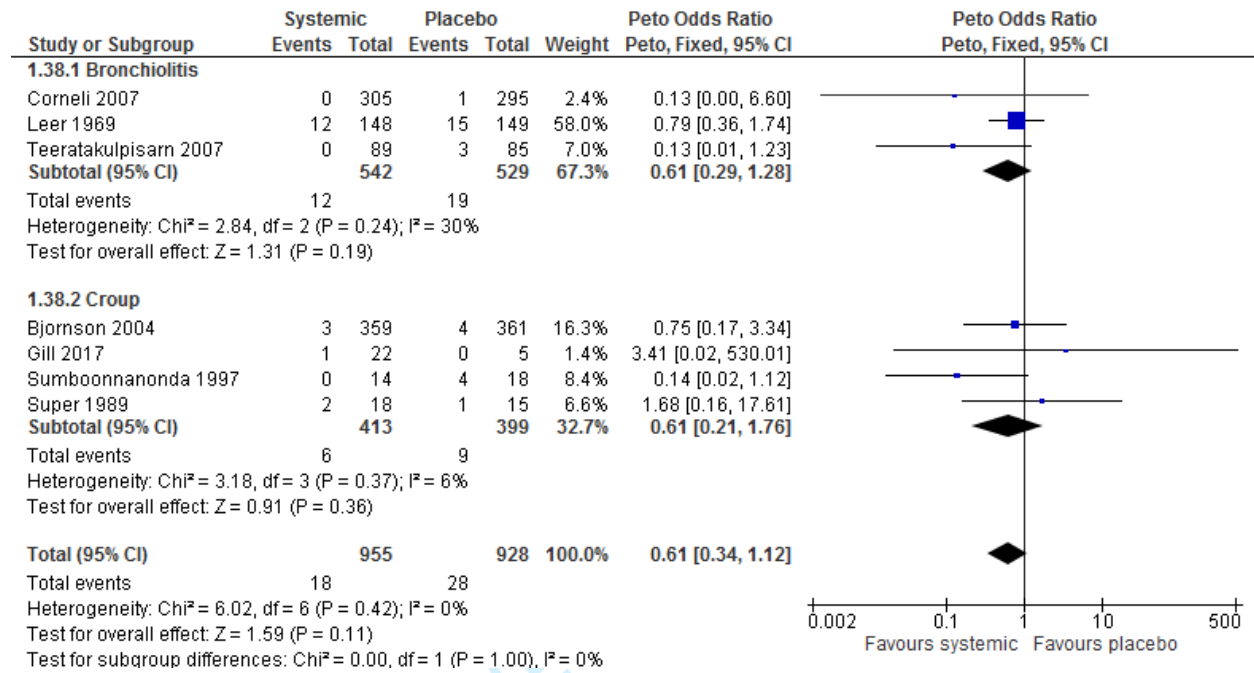 Systemic Placebo Peto Odds Ratio Peto Odds Ratio
Study or Subgroup Events Total Events Total Weight Peto, Fixed, 95% CI Peto, Fixed, 95% CI
1.38.1 Bronchiolitis
Corneli 2007 0 305 1 295 2.4% 0.13 [0.00, 6.60]
Leer 1969 12 148 15 149 58.0% 0.79 [0.36, 1.74]
Teeratakulpisarn 2007 0 89 3 85 7.0% 0.13 [0.01, 1.23]
Subtotal (95% CI) 542 529 67.3% 0.61 [0.29, 1.28]
Total events 12 19
Heterogeneity: Chi² = 2.84, df = 2 (P = 0.24); I² = 30%
Test for overall effect: Z = 1.31 (P = 0.19)
1.38.2 Croup
Bjornson 2004 3 359 4 361 16.3% 0.75 [0.17, 3.34]
Gill 2017 1 22 0 5 1.4% 3.41 [0.02, 530.01]
Sumboonnanonda 1997 0 14 4 18 8.4% 0.14 [0.02, 1.12]
Super 1989 2 18 1 15 6.6% 1.68 [0.16, 17.61]
Subtotal (95% CI) 413 399 32.7% 0.61 [0.21, 1.76]
Total events 6 9
Heterogeneity: Chi² = 3.18, df = 3 (P = 0.37); I² = 6%
Test for overall effect: Z = 0.91 (P = 0.36)
Total (95% CI) 955 928 100.0% 0.61 [0.34, 1.12]
Total events 18 28
Heterogeneity: Chi² = 6.02, df = 6 (P = 0.42); I² = 0%
Test for overall effect: Z = 1.59 (P = 0.11)
Test for subgroup differences: Chi² = 0.00, df = 1 (P = 1.00), I² = 0%
0.002 0.1 1 10 500
Favours systemic Favours placebo